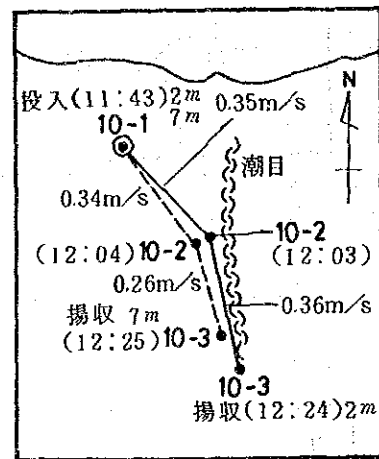 投入(11:43)2m
7m
10-1
0.35m/s
N
潮目
0.34m/s
(12:04)10-2
10-2
(12:03)
0.26m/s
0.36m/s
揚収 7m
(12:25)10-3
10-3
揚収(12:24)2m